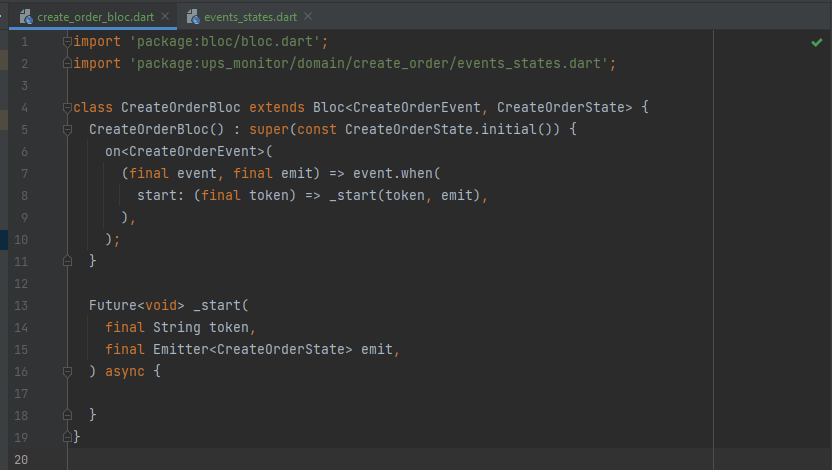 create_order_bloc.dart events_states.dart
1 import 'package:bloc/bloc.dart';
2 import 'package:ups_monitor/domain/create_order/events_states.dart';
3
4 class CreateOrderBloc extends Bloc<CreateOrderEvent, CreateOrderState> {
5   CreateOrderBloc() : super(const CreateOrderState.initial()) {
6     on<CreateOrderEvent>(
7       (final event, final emit) => event.when(
8         start: (final token) => _start(token, emit),
9       ),
10     );
11   }
12
13   Future<void> _start(
14     final String token,
15     final Emitter<CreateOrderState> emit,
16   ) async {
17
18   }
19 }
20